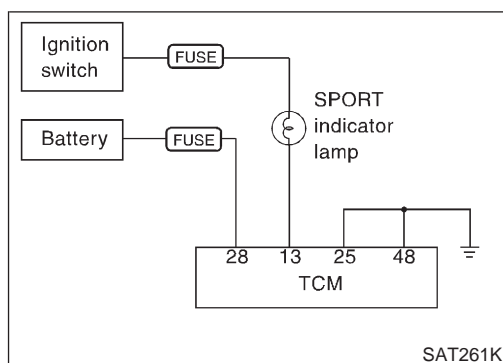 Ignition
switch
FUSE
SPORT
indicator
lamp
Battery
FUSE
28 13 25 48
TCM
SAT261K